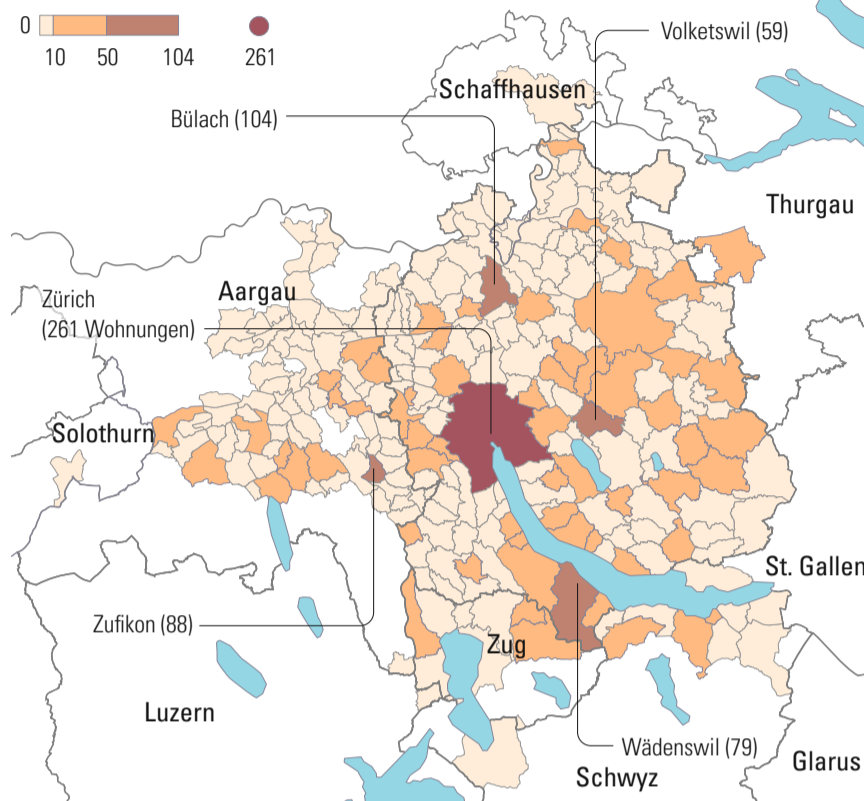 0
10 50 104 261
Volketswil (59)
Schaffhausen
Bülach (104)
Thurgau
Aargau
Zürich
(261 Wohnungen)
Solothurn
St. Gallen
Zufikon (88)
Zug
Luzern
Wädenswil (79)
Glarus
Schwyz